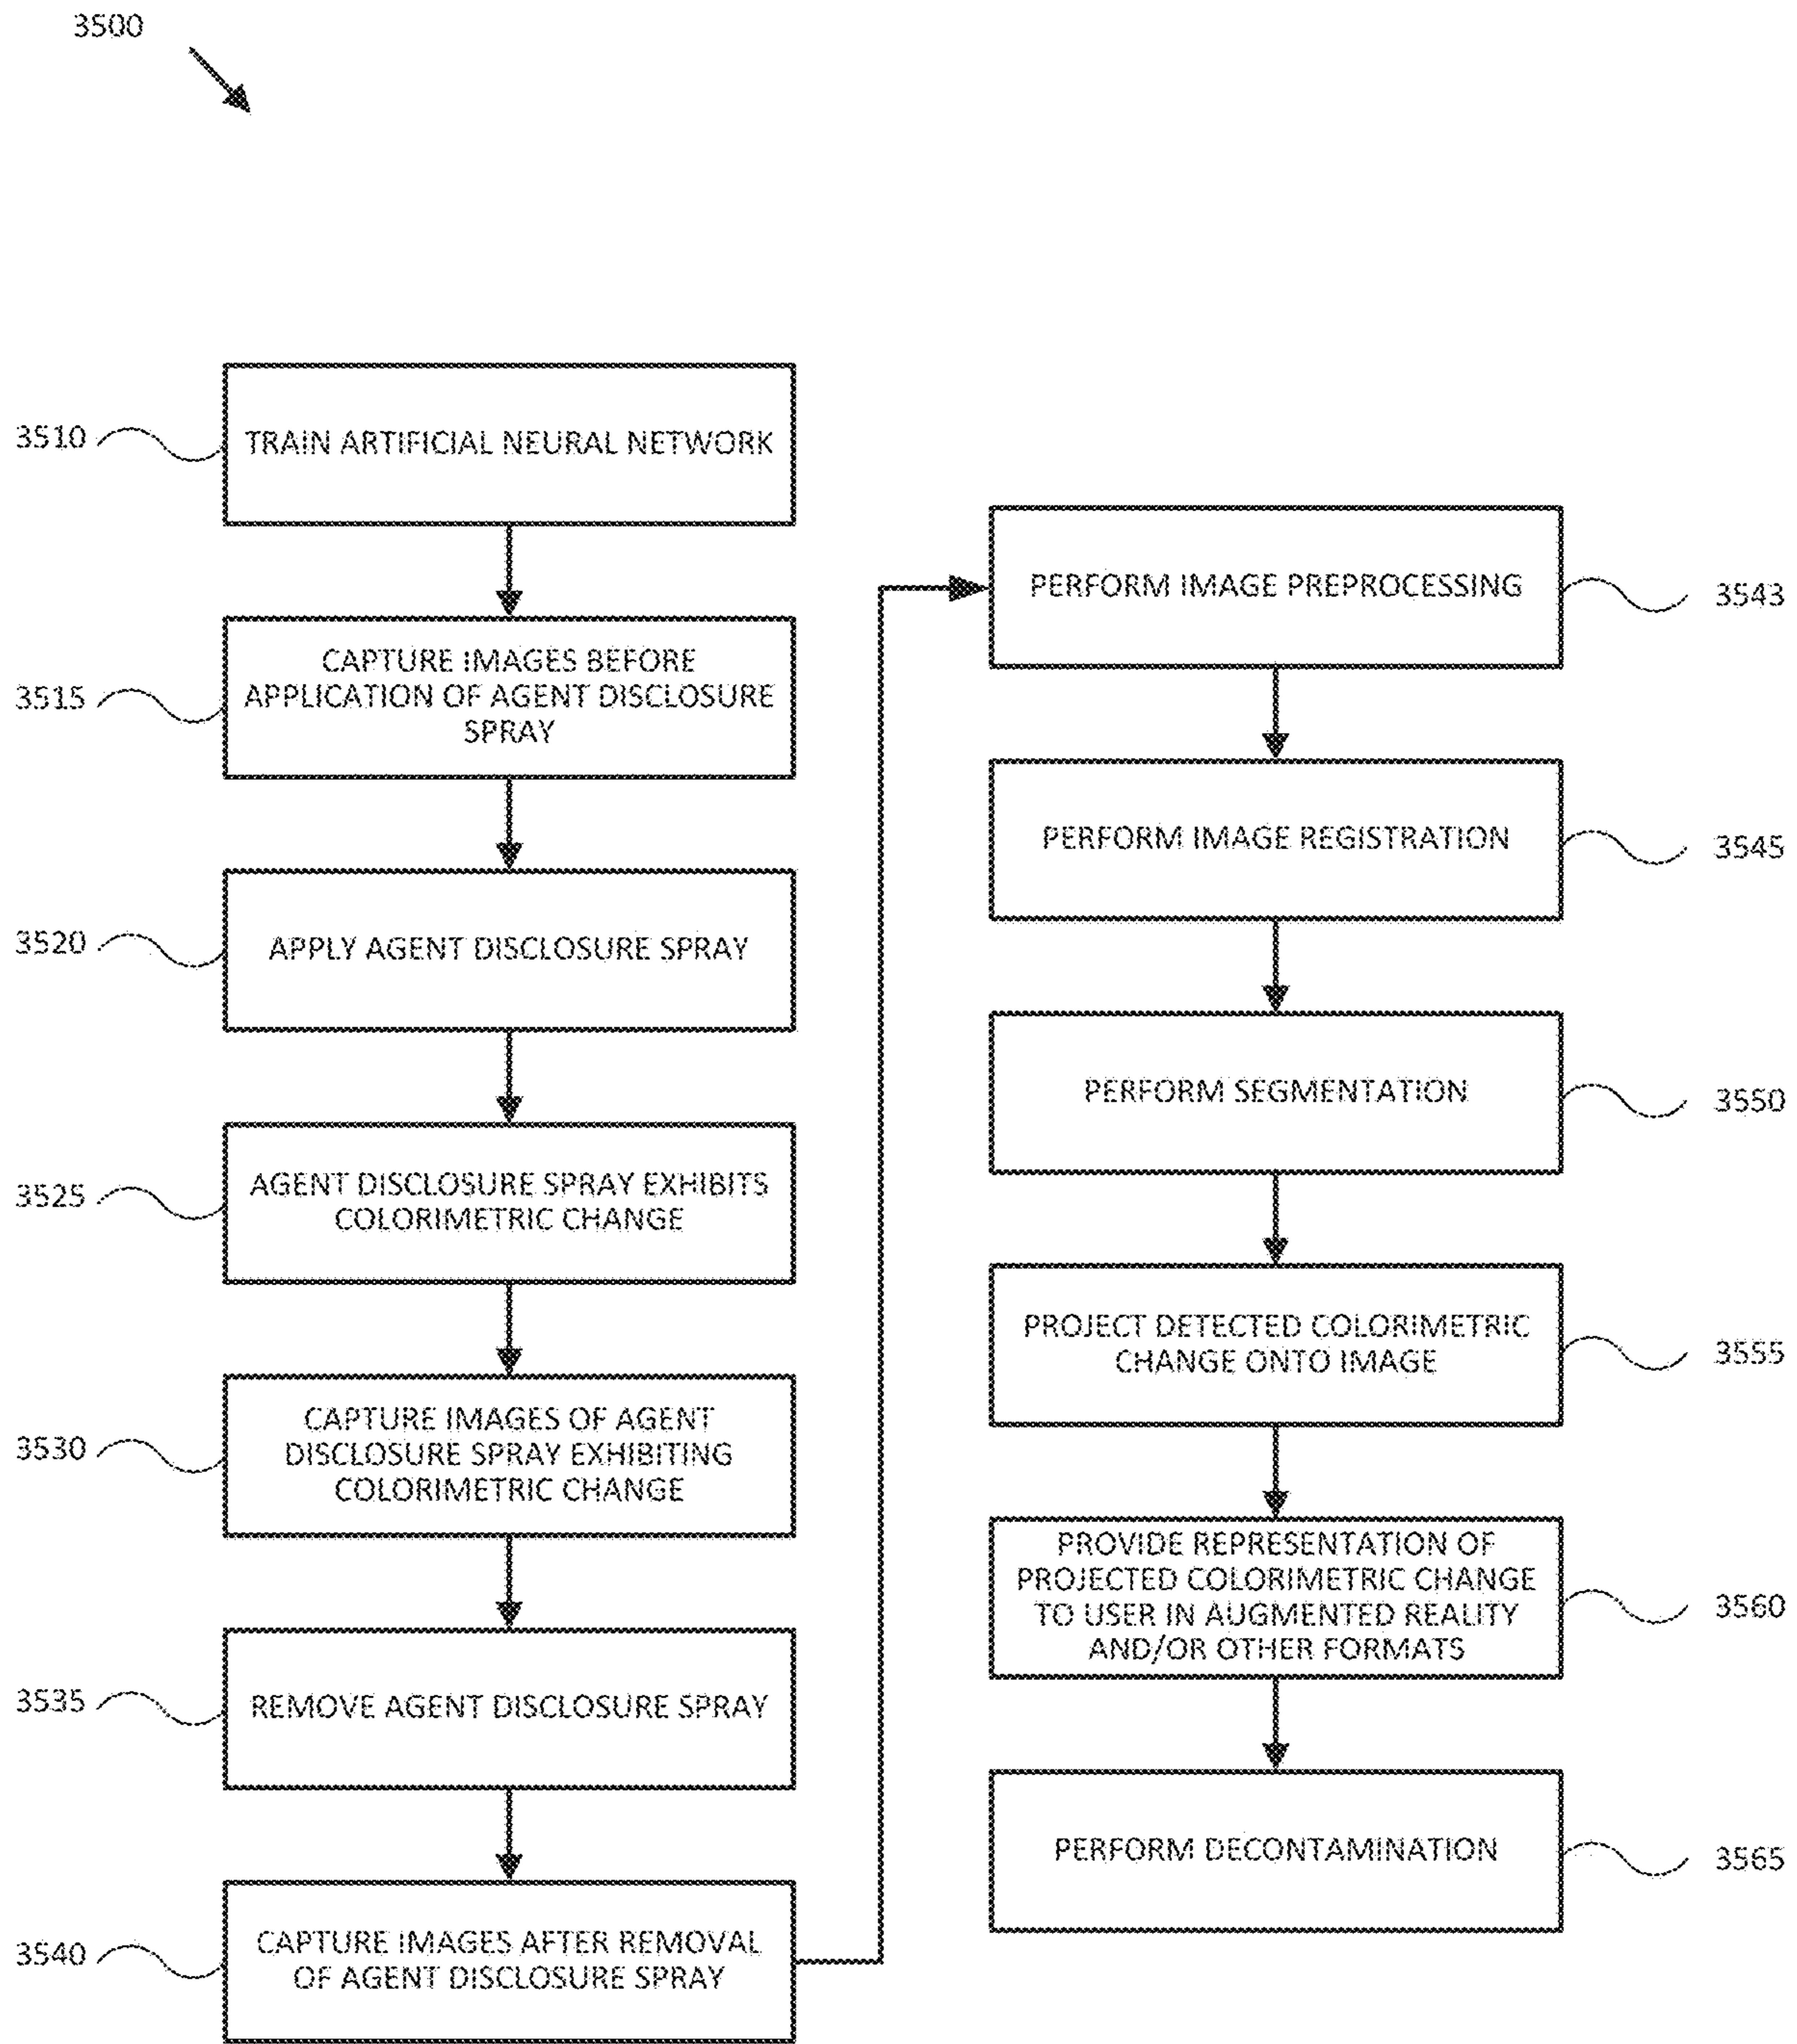 3500
3510
TRAIN ARTIFICIAL NEURAL NETWORK
3515
CAPTURE IMAGES BEFORE
APPLICATION OF AGENT DISCLOSURE
SPRAY
3520
APPLY AGENT DISCLOSURE SPRAY
3525
AGENT DISCLOSURE SPRAY EXHIBITS
COLORIMETRIC CHANGE
3530
CAPTURE IMAGES OF AGENT
DISCLOSURE SPRAY EXHIBITING
COLORIMETRIC CHANGE
3535
REMOVE AGENT DISCLOSURE SPRAY
3540
CAPTURE IMAGES AFTER REMOVAL
OF AGENT DISCLOSURE SPRAY
PERFORM IMAGE PREPROCESSING
3543
PERFORM IMAGE REGISTRATION
3545
PERFORM SEGMENTATION
3550
PROJECT DETECTED COLORIMETRIC
CHANGE ONTO IMAGE
3555
PROVIDE REPRESENTATION OF
PROJECTED COLORIMETRIC CHANGE
TO USER IN AUGMENTED REALITY
AND/OR OTHER FORMATS
3560
PERFORM DECONTAMINATION
3565